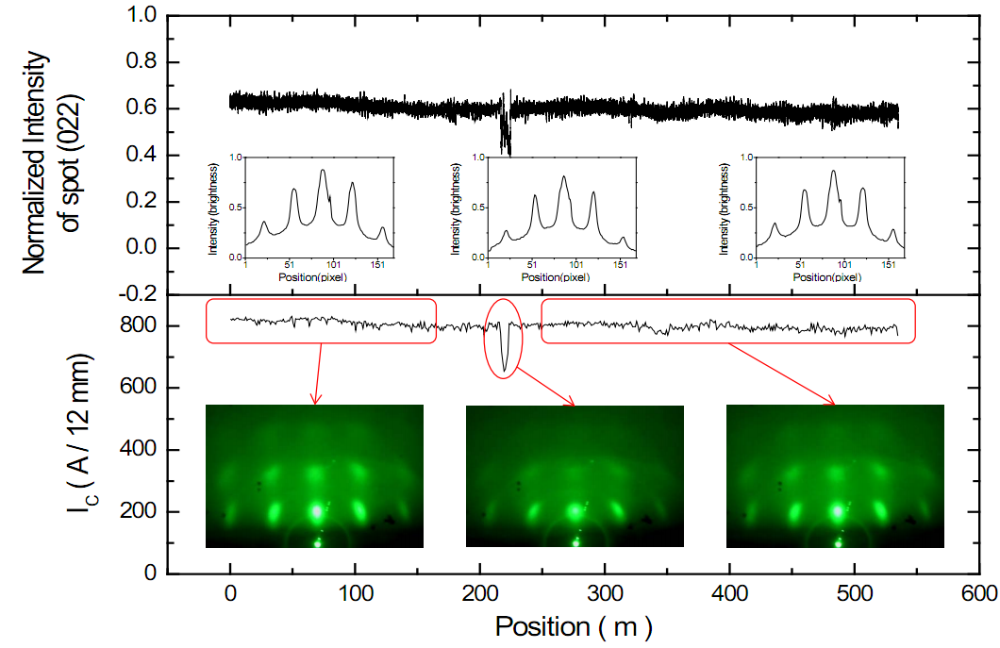 Normalized Intensity
of spot (022)
1.0
0.8
0.6
0.4
0.2
0.0
-0.2
Intensity (brightness)
1.0
0.5
0.0
1 51 101 151
Position(pixel)
Intensity (brightness)
1.0
0.5
0.0
1 51 101 151
Position(pixel)
Intensity (brightness)
1.0
0.5
0.0
1 51 101 151
Position(pixel)
I_C ( A / 12 mm)
800
600
400
200
0
0 100 200 300 400 500 600
Position ( m )